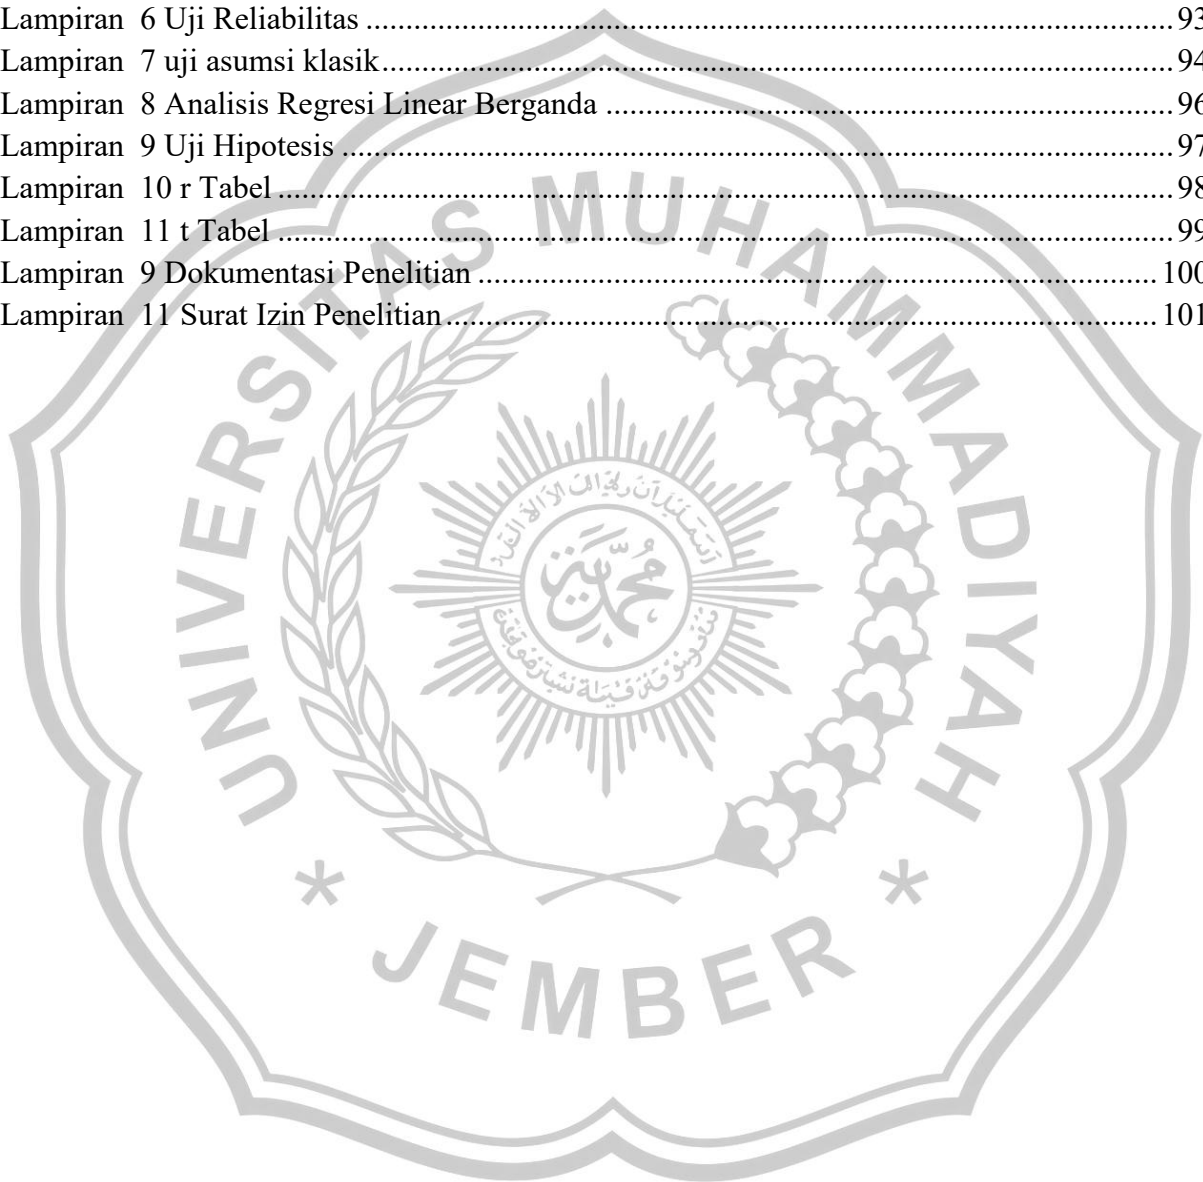 Lampiran 6 Uji Reliabilitas ........................................ 93
Lampiran 7 uji asumsi klasik ........................................ 94
Lampiran 8 Analisis Regresi Linear Berganda ........................................ 96
Lampiran 9 Uji Hipotesis ........................................ 97
Lampiran 10 r Tabel ........................................ 98
Lampiran 11 t Tabel ........................................ 99
Lampiran 9 Dokumentasi Penelitian ........................................ 100
Lampiran 11 Surat Izin Penelitian ........................................ 101
UNIVERSITAS MUHAMMADIYAH
* JEMBER *
محمدية